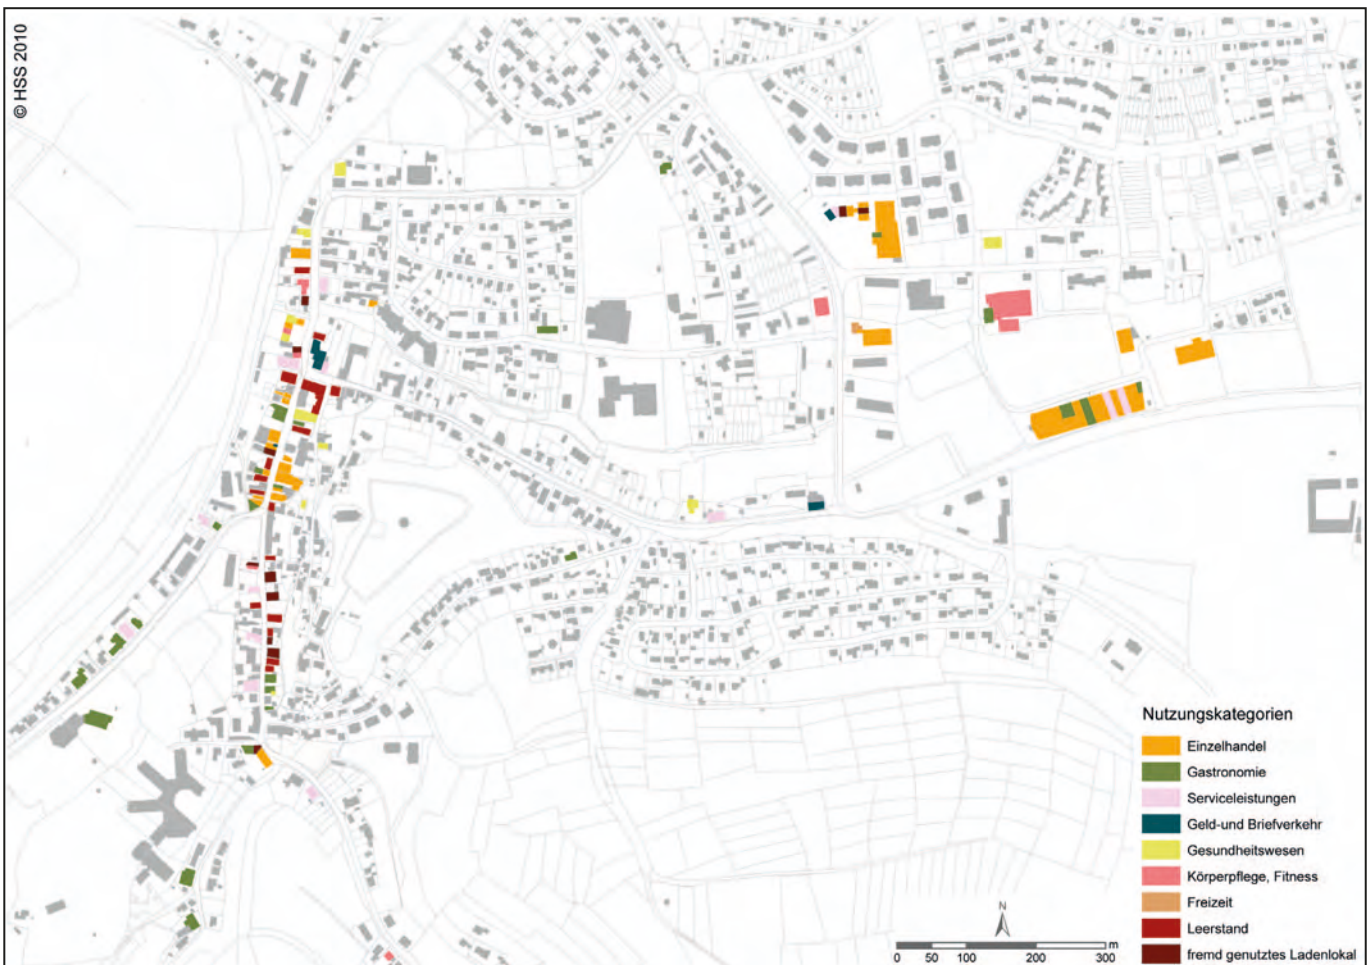 © HSS 2010
Nutzungskategorien
Einzelhandel
Gastronomie
Serviceleistungen
Geld-und Briefverkehr
Gesundheitswesen
Körperpflege, Fitness
Freizeit
Leerstand
fremd genutztes Ladenlokal
N
m
0 50 100 200 300